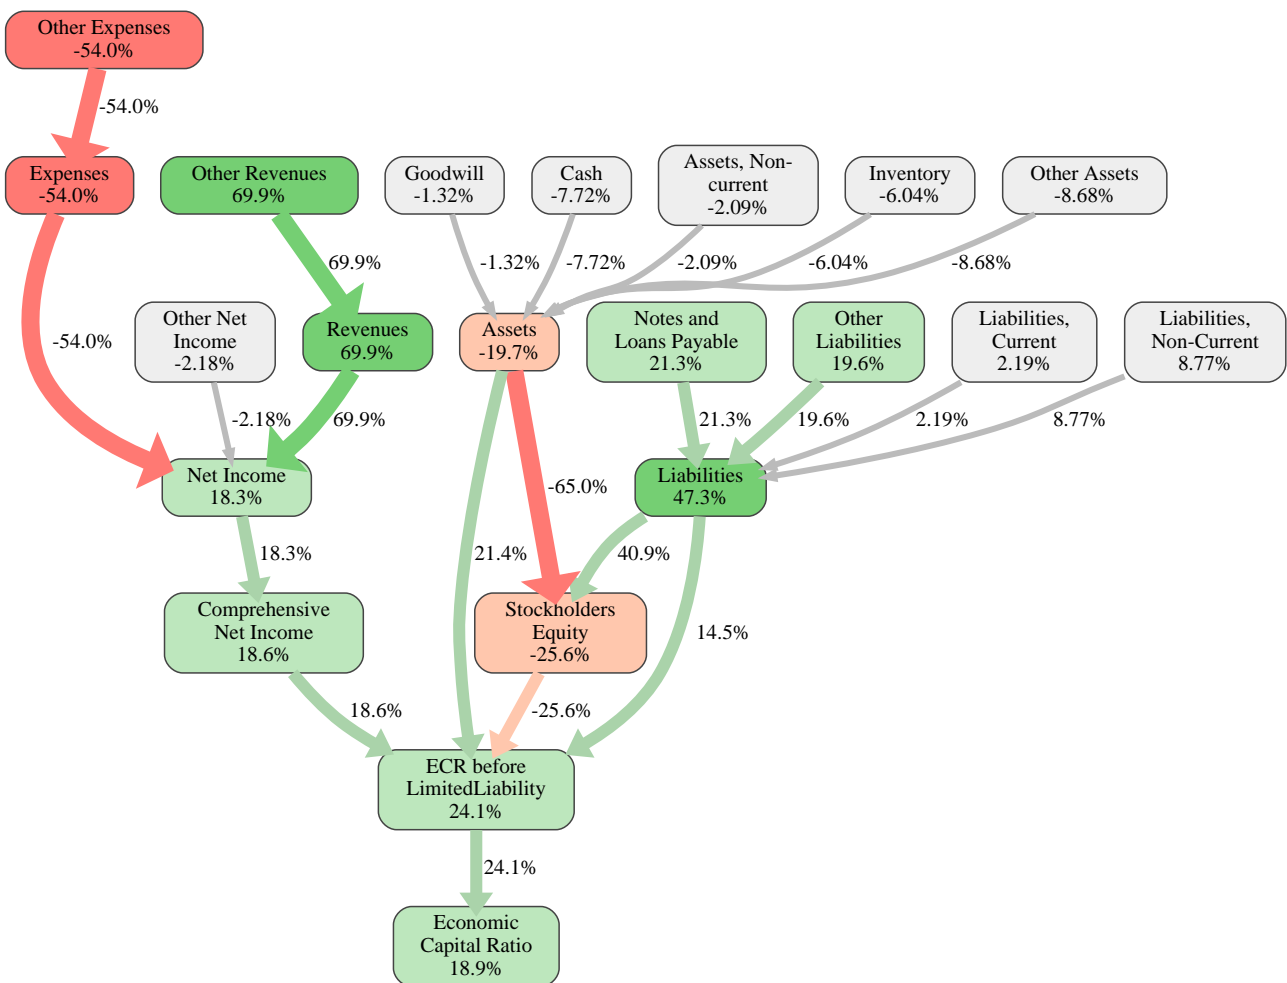 Other Expenses
-54.0%
-54.0%
Expenses
-54.0%
Other Revenues
69.9%
Goodwill
-1.32%
Cash
-7.72%
Assets, Non-
current
-2.09%
Inventory
-6.04%
Other Assets
-8.68%
69.9%
-1.32%
-7.72%
-2.09%
-6.04%
-8.68%
-54.0%
Other Net
Income
-2.18%
Revenues
69.9%
Assets
-19.7%
Notes and
Loans Payable
21.3%
Other
Liabilities
19.6%
Liabilities,
Current
2.19%
Liabilities,
Non-Current
8.77%
-2.18%
69.9%
21.3%
19.6%
2.19%
8.77%
Net Income
18.3%
-65.0%
Liabilities
47.3%
18.3%
21.4%
40.9%
Comprehensive
Net Income
18.6%
Stockholders
Equity
-25.6%
14.5%
18.6%
-25.6%
ECR before
LimitedLiability
24.1%
24.1%
Economic
Capital Ratio
18.9%